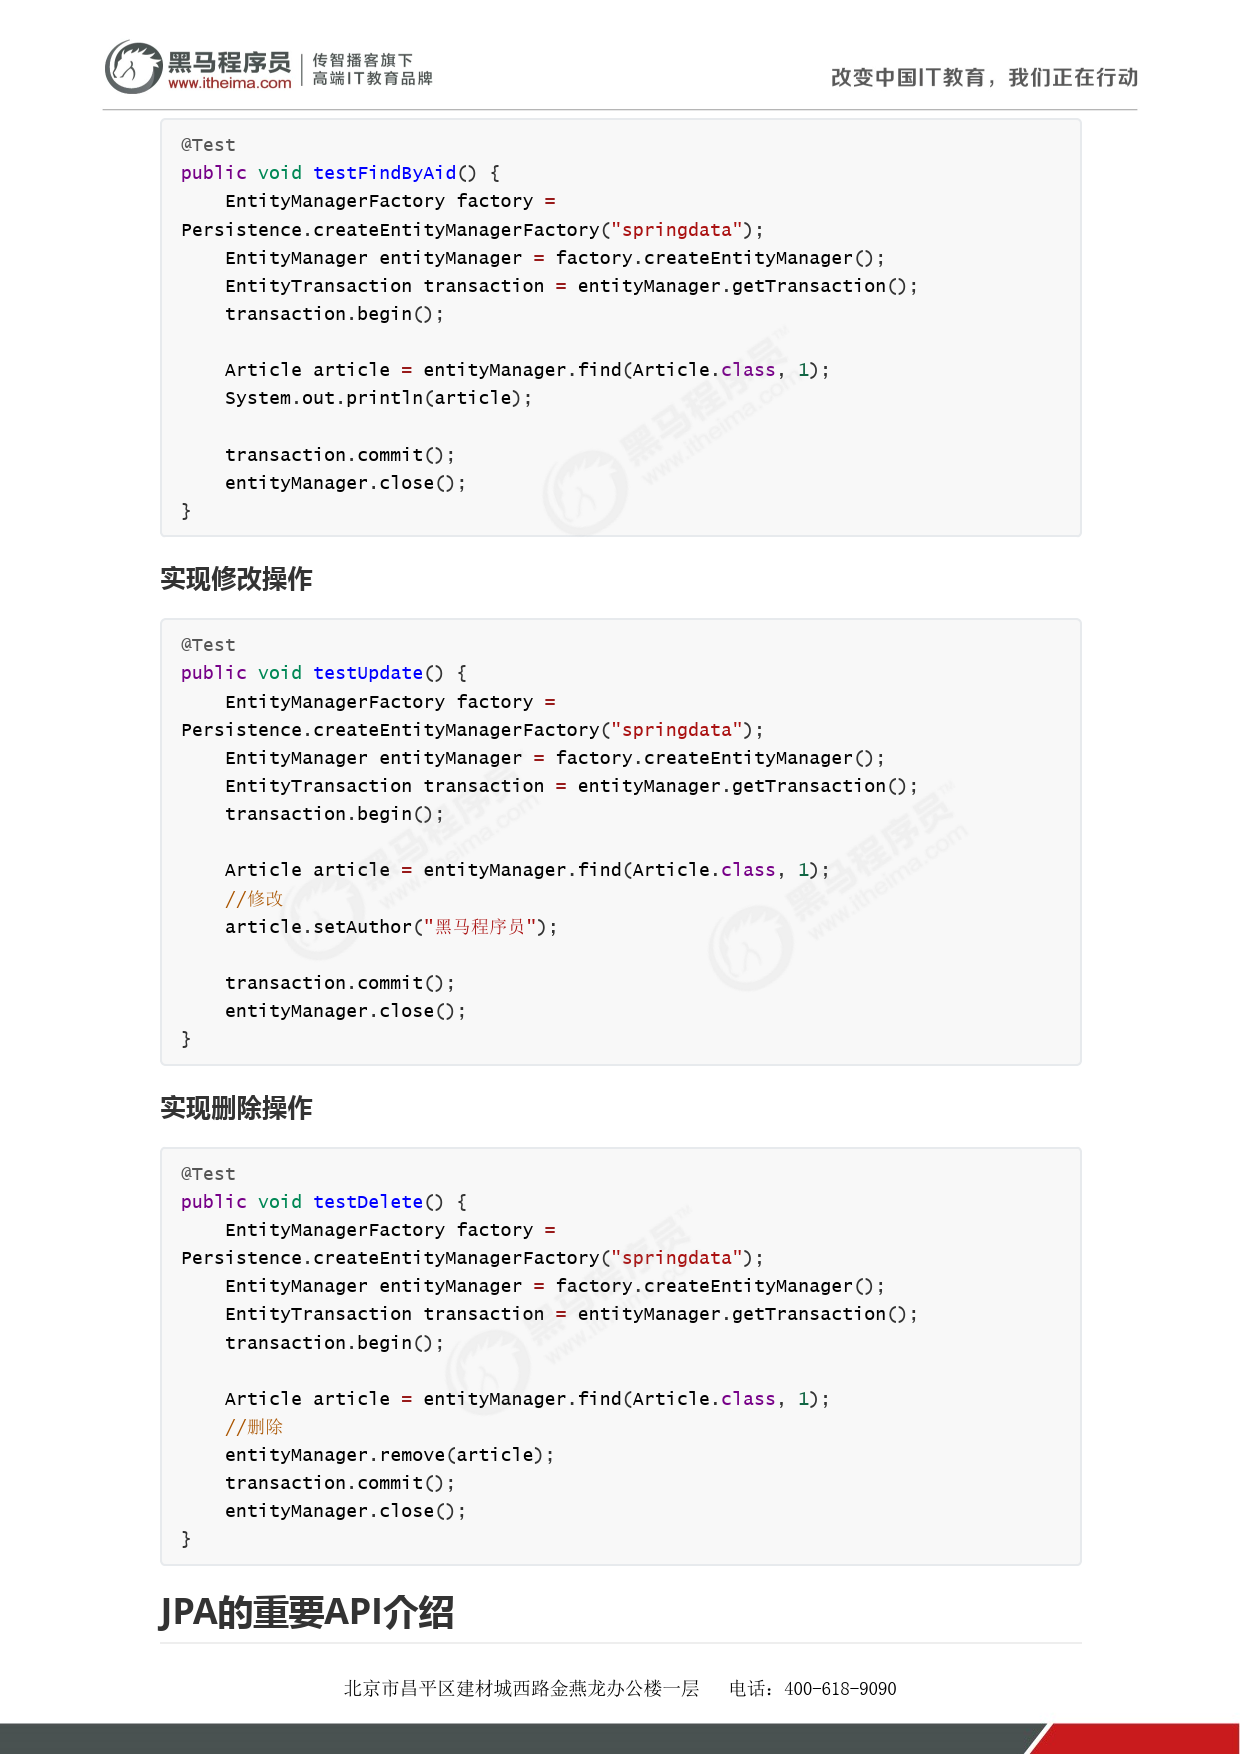 黑马程序员
www.itheima.com
传智播客旗下
高端IT教育品牌
改变中国IT教育，我们正在行动
@Test
public void testFindByAid() {
    EntityManagerFactory factory =
Persistence.createEntityManagerFactory("springdata");
    EntityManager entityManager = factory.createEntityManager();
    EntityTransaction transaction = entityManager.getTransaction();
    transaction.begin();
    Article article = entityManager.find(Article.class, 1);
    System.out.println(article);
    transaction.commit();
    entityManager.close();
}
实现修改操作
@Test
public void testUpdate() {
    EntityManagerFactory factory =
Persistence.createEntityManagerFactory("springdata");
    EntityManager entityManager = factory.createEntityManager();
    EntityTransaction transaction = entityManager.getTransaction();
    transaction.begin();
    Article article = entityManager.find(Article.class, 1);
    //修改
    article.setAuthor("黑马程序员");
    transaction.commit();
    entityManager.close();
}
实现删除操作
@Test
public void testDelete() {
    EntityManagerFactory factory =
Persistence.createEntityManagerFactory("springdata");
    EntityManager entityManager = factory.createEntityManager();
    EntityTransaction transaction = entityManager.getTransaction();
    transaction.begin();
    Article article = entityManager.find(Article.class, 1);
    //删除
    entityManager.remove(article);
    transaction.commit();
    entityManager.close();
}
JPA的重要API介绍
北京市昌平区建材城西路金燕龙办公楼一层 电话：400-618-9090